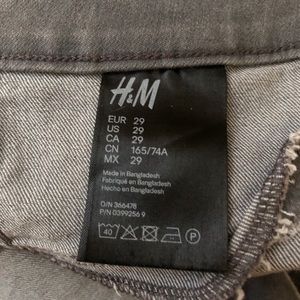 H&M
EUR 29
US 29
CA 29
CN 165/74A
MX 29
Made in Bangladesh
Fabriqué en Bangladesh
Hecho en Bangladesh
O/N 366478
P/N 0399256 9
40
P